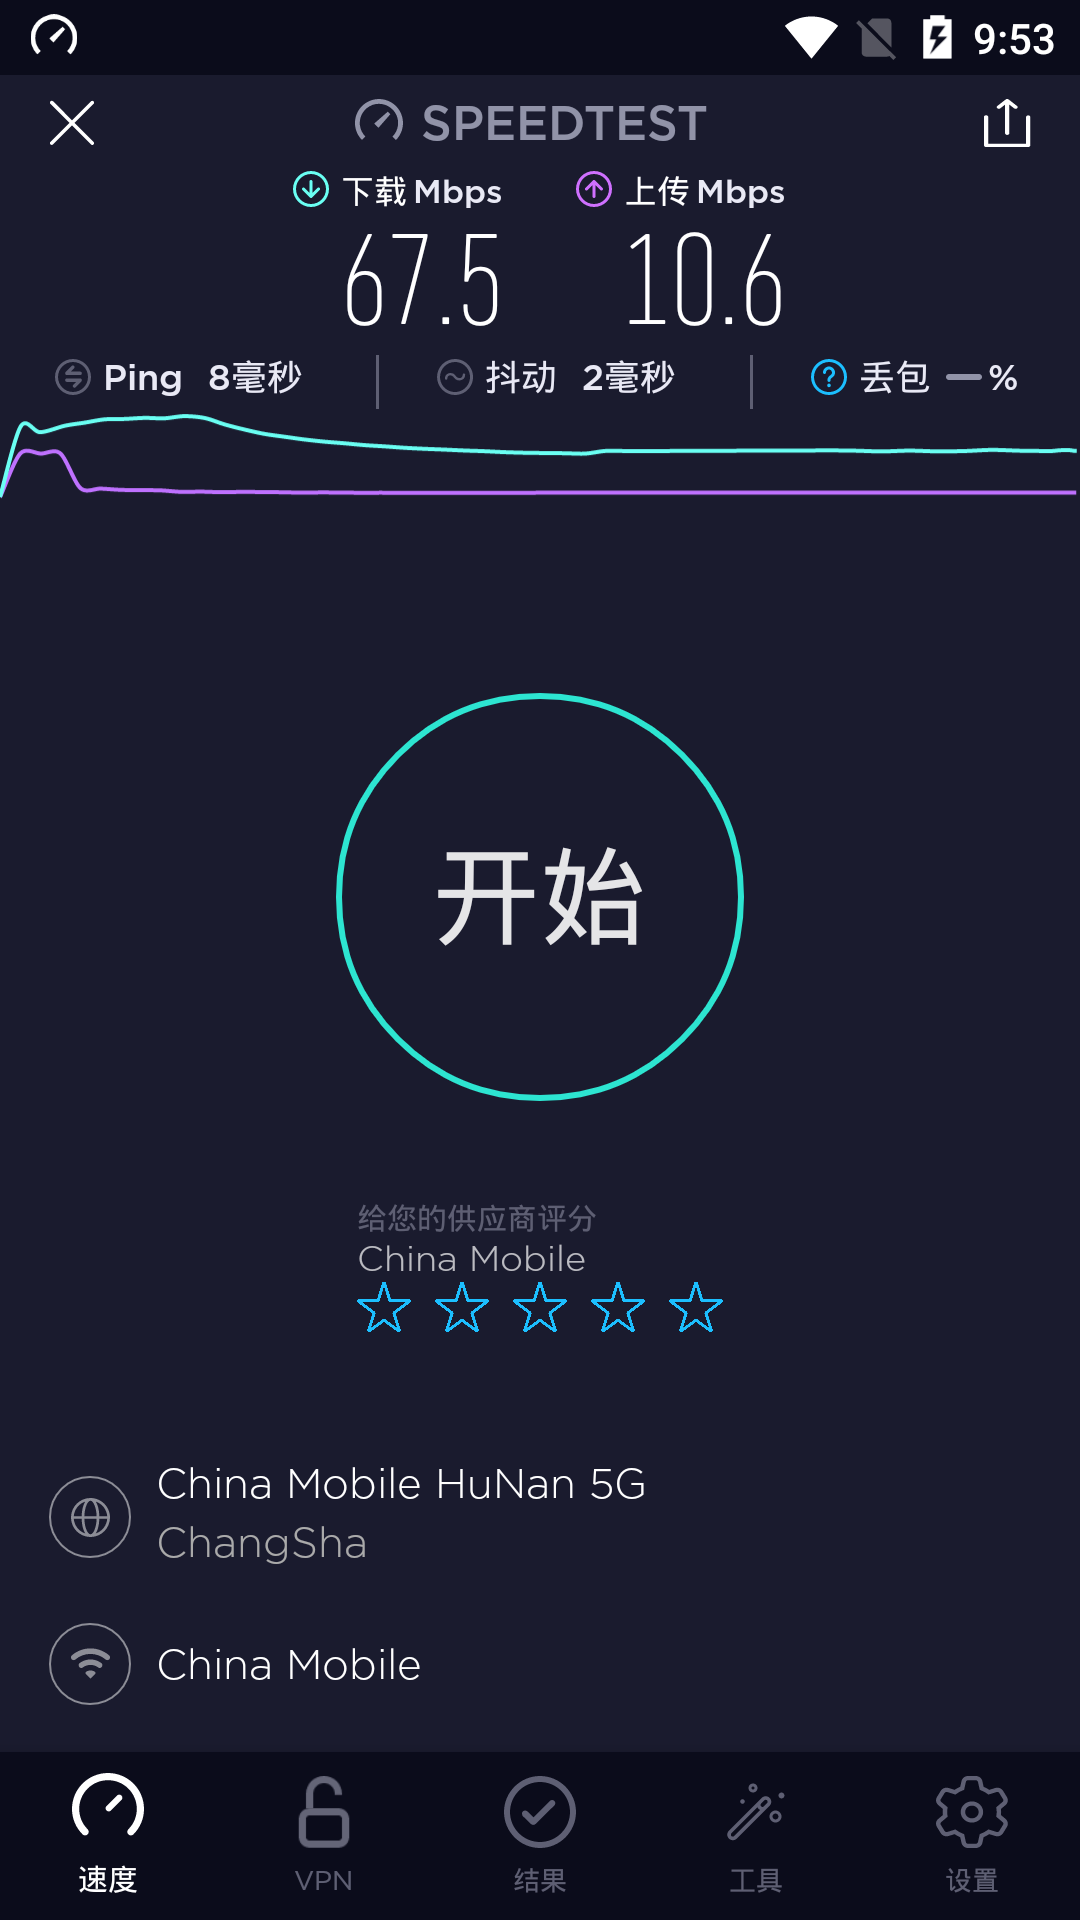 9:53
SPEEDTEST
下载 Mbps 上传 Mbps
67.5 10.6
Ping 8毫秒 抖动 2毫秒 丢包 — %
开始
给您的供应商评分
China Mobile
China Mobile HuNan 5G
ChangSha
China Mobile
速度 VPN 结果 工具 设置